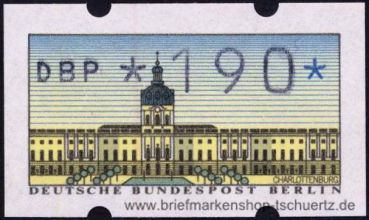 DBP *190*
CHARLOTTENBURG
DEUTSCHE BUNDESPOST BERLIN
www.briefmarkenshop-tschuertz.de